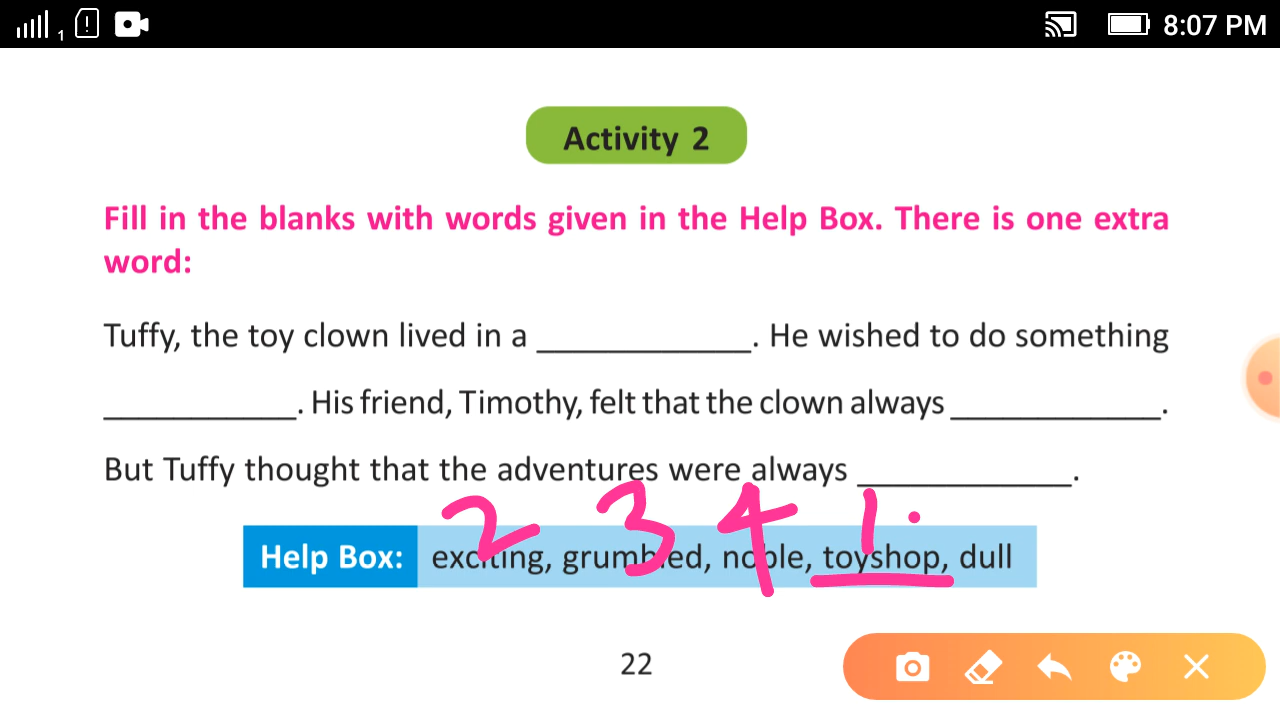 1 8:07 PM
Activity 2
Fill in the blanks with words given in the Help Box. There is one extra
word:
Tuffy, the toy clown lived in a ____________. He wished to do something
___________. His friend, Timothy, felt that the clown always ____________.
But Tuffy thought that the adventures were always ____________.
2 3 4 1
Help Box: exciting, grumbled, noble, toyshop, dull
22